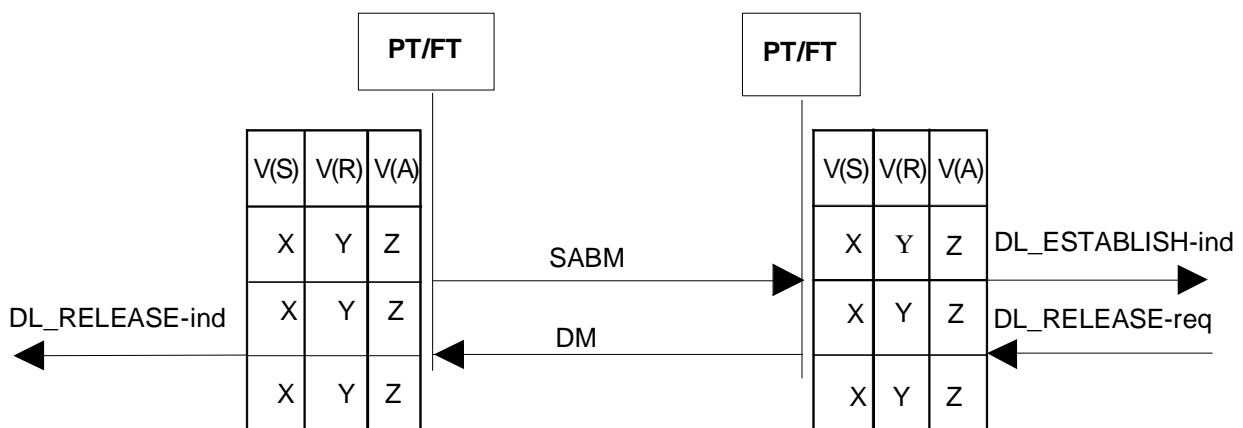 PT/FT
PT/FT
V(S) V(R) V(A)
V(S) V(R) V(A)
X Y Z
X Y Z
DL_ESTABLISH-ind
SABM
DL_RELEASE-ind
X Y Z
X Y Z
DL_RELEASE-req
DM
X Y Z
X Y Z